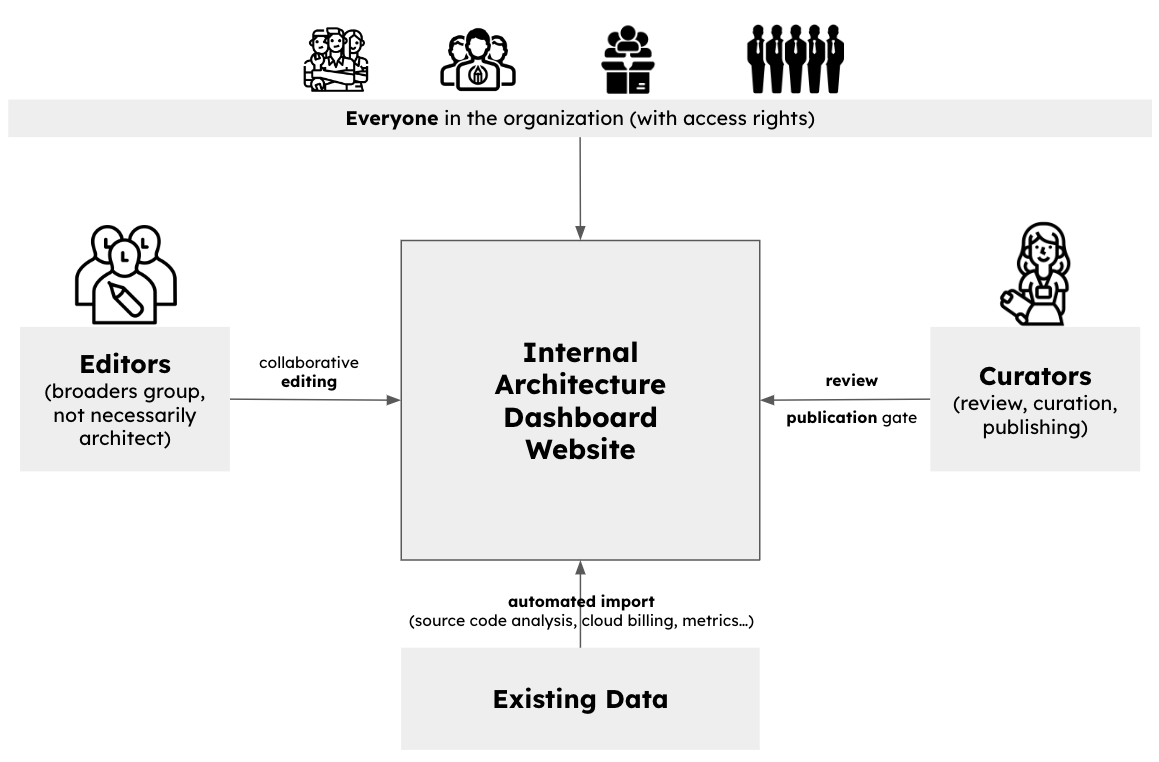 Everyone in the organization (with access rights)
Editors
(broaders group,
not necessarily
architect)
collaborative
editing
Internal
Architecture
Dashboard
Website
review
publication gate
Curators
(review, curation,
publishing)
automated import
(source code analysis, cloud billing, metrics…)
Existing Data